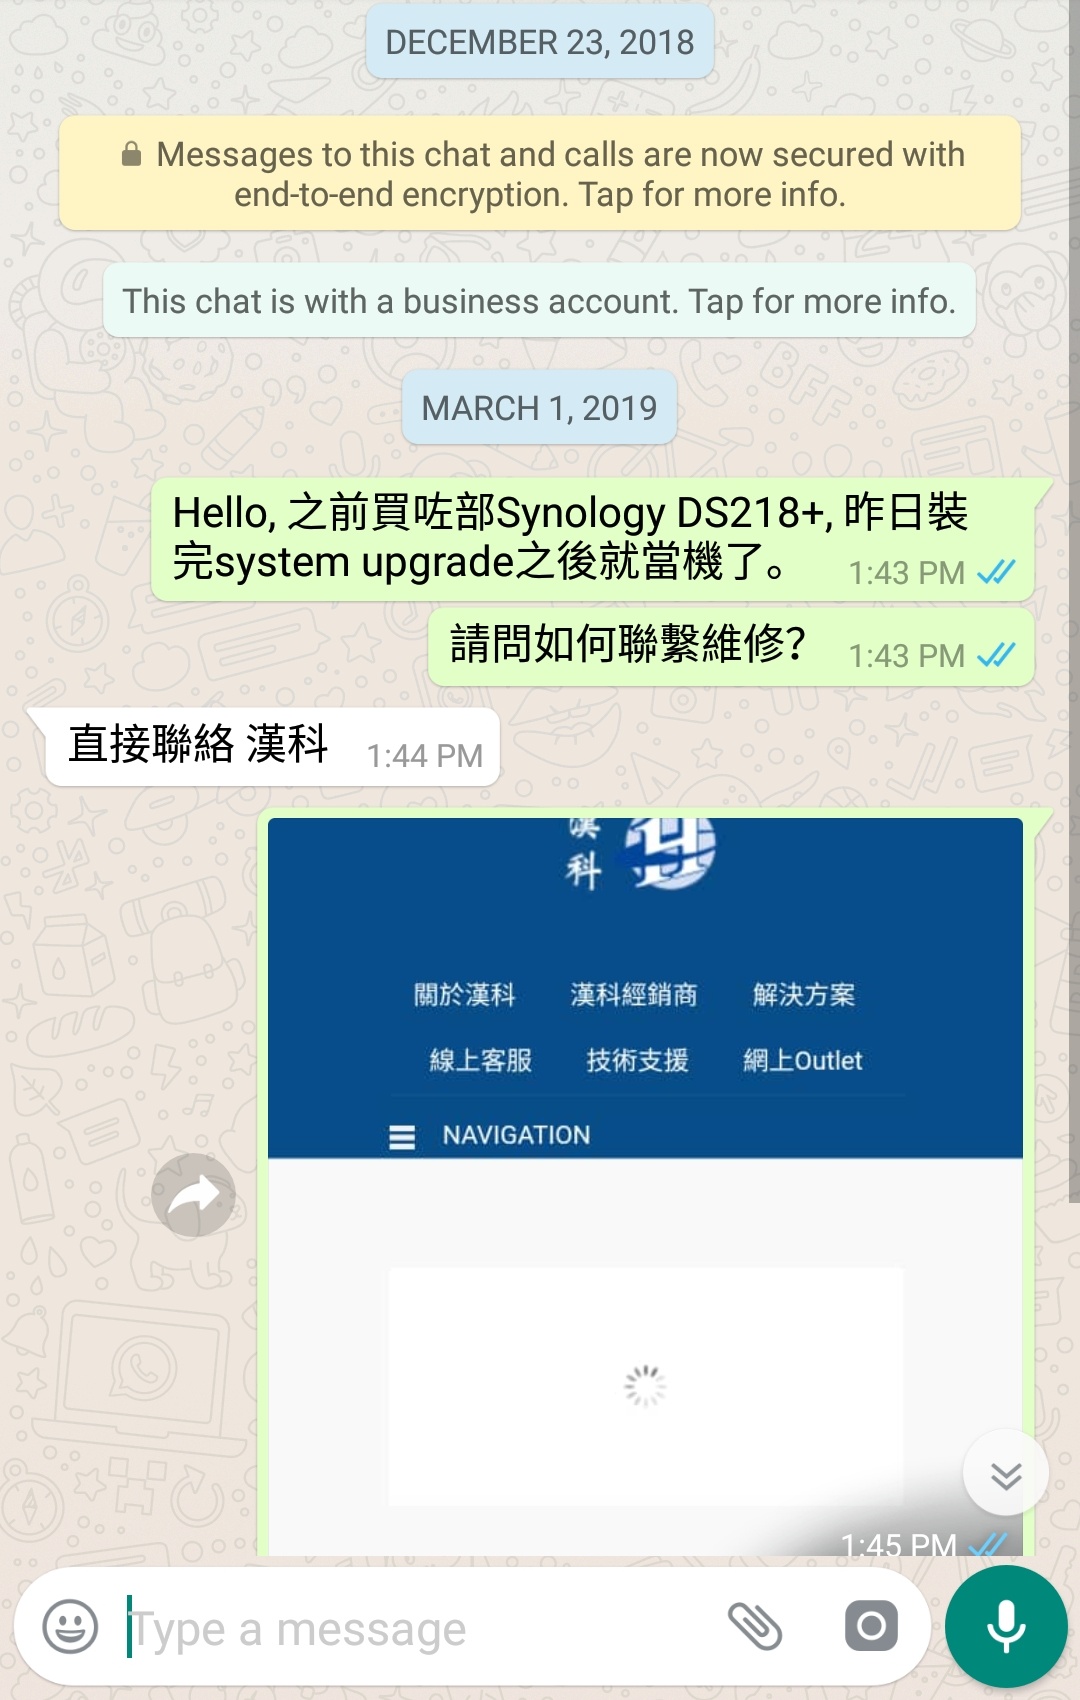 DECEMBER 23, 2018
Messages to this chat and calls are now secured with
end-to-end encryption. Tap for more info.
This chat is with a business account. Tap for more info.
MARCH 1, 2019
Hello, 之前買咗部Synology DS218+, 昨日裝
完system upgrade之後就當機了。 1:43 PM
請問如何聯繫維修? 1:43 PM
直接聯絡 漢科 1:44 PM
漢
科
關於漢科 漢科經銷商 解決方案
線上客服 技術支援 網上Outlet
NAVIGATION
1:45 PM
Type a message